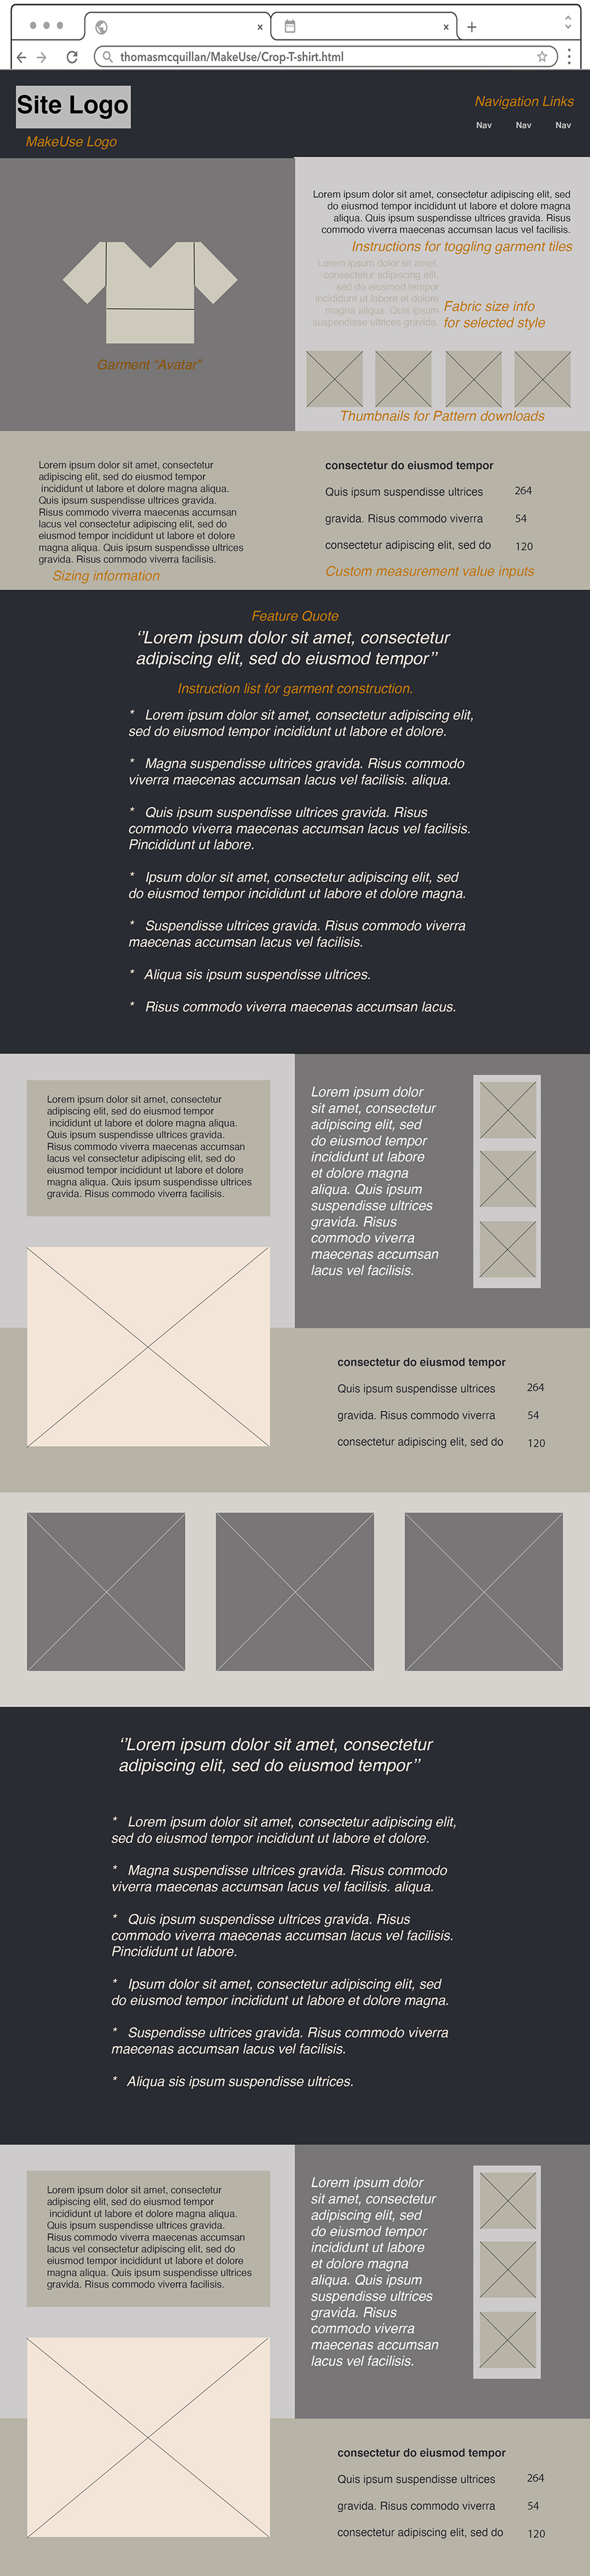 thomasmcquillan/MakeUse/Crop-T-shirt.html
Site Logo
MakeUse Logo
Navigation Links
Nav Nav Nav
Lorem ipsum dolor sit amet, consectetur adipiscing elit, sed
do eiusmod tempor incididunt ut labore et dolore magna
aliqua. Quis ipsum suspendisse ultrices gravida. Risus
commodo viverra maecenas accumsan lacus vel facilisis.
Instructions for toggling garment tiles
Lorem ipsum dolor sit amet,
consectetur adipiscing elit,
sed do eiusmod tempor
incididunt ut labore et dolore
magna aliqua. Quis ipsum
suspendisse ultrices gravida.
Fabric size info
for selected style
Garment "Avatar"
Thumbnails for Pattern downloads
Lorem ipsum dolor sit amet, consectetur
adipiscing elit, sed do eiusmod tempor
incididunt ut labore et dolore magna aliqua.
Quis ipsum suspendisse ultrices gravida.
Risus commodo viverra maecenas accumsan
lacus vel consectetur adipiscing elit, sed do
eiusmod tempor incididunt ut labore et dolore
magna aliqua. Quis ipsum suspendisse ultrices
gravida. Risus commodo viverra facilisis.
Sizing information
consectetur do eiusmod tempor
Quis ipsum suspendisse ultrices 264
gravida. Risus commodo viverra 54
consectetur adipiscing elit, sed do 120
Custom measurement value inputs
Feature Quote
‘’Lorem ipsum dolor sit amet, consectetur
adipiscing elit, sed do eiusmod tempor’’
Instruction list for garment construction.
* Lorem ipsum dolor sit amet, consectetur adipiscing elit,
sed do eiusmod tempor incididunt ut labore et dolore.
* Magna suspendisse ultrices gravida. Risus commodo
viverra maecenas accumsan lacus vel facilisis. aliqua.
* Quis ipsum suspendisse ultrices gravida. Risus
commodo viverra maecenas accumsan lacus vel facilisis.
Pincididunt ut labore.
* Ipsum dolor sit amet, consectetur adipiscing elit, sed
do eiusmod tempor incididunt ut labore et dolore magna.
* Suspendisse ultrices gravida. Risus commodo viverra
maecenas accumsan lacus vel facilisis.
* Aliqua sis ipsum suspendisse ultrices.
* Risus commodo viverra maecenas accumsan lacus.
Lorem ipsum dolor sit amet, consectetur
adipiscing elit, sed do eiusmod tempor
incididunt ut labore et dolore magna aliqua.
Quis ipsum suspendisse ultrices gravida.
Risus commodo viverra maecenas accumsan
lacus vel consectetur adipiscing elit, sed do
eiusmod tempor incididunt ut labore et dolore
magna aliqua. Quis ipsum suspendisse ultrices
gravida. Risus commodo viverra facilisis.
Lorem ipsum dolor
sit amet, consectetur
adipiscing elit, sed
do eiusmod tempor
incididunt ut labore
et dolore magna
aliqua. Quis ipsum
suspendisse ultrices
gravida. Risus
commodo viverra
maecenas accumsan
lacus vel facilisis.
consectetur do eiusmod tempor
Quis ipsum suspendisse ultrices 264
gravida. Risus commodo viverra 54
consectetur adipiscing elit, sed do 120
‘’Lorem ipsum dolor sit amet, consectetur
adipiscing elit, sed do eiusmod tempor’’
* Lorem ipsum dolor sit amet, consectetur adipiscing elit,
sed do eiusmod tempor incididunt ut labore et dolore.
* Magna suspendisse ultrices gravida. Risus commodo
viverra maecenas accumsan lacus vel facilisis. aliqua.
* Quis ipsum suspendisse ultrices gravida. Risus
commodo viverra maecenas accumsan lacus vel facilisis.
Pincididunt ut labore.
* Ipsum dolor sit amet, consectetur adipiscing elit, sed
do eiusmod tempor incididunt ut labore et dolore magna.
* Suspendisse ultrices gravida. Risus commodo viverra
maecenas accumsan lacus vel facilisis.
* Aliqua sis ipsum suspendisse ultrices.
Lorem ipsum dolor sit amet, consectetur
adipiscing elit, sed do eiusmod tempor
incididunt ut labore et dolore magna aliqua.
Quis ipsum suspendisse ultrices gravida.
Risus commodo viverra maecenas accumsan
lacus vel consectetur adipiscing elit, sed do
eiusmod tempor incididunt ut labore et dolore
magna aliqua. Quis ipsum suspendisse ultrices
gravida. Risus commodo viverra facilisis.
Lorem ipsum dolor
sit amet, consectetur
adipiscing elit, sed
do eiusmod tempor
incididunt ut labore
et dolore magna
aliqua. Quis ipsum
suspendisse ultrices
gravida. Risus
commodo viverra
maecenas accumsan
lacus vel facilisis.
consectetur do eiusmod tempor
Quis ipsum suspendisse ultrices 264
gravida. Risus commodo viverra 54
consectetur adipiscing elit, sed do 120